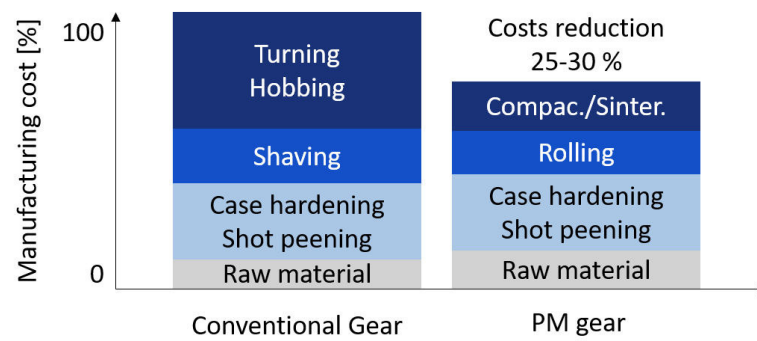 Manufacturing cost [%]
100
0
Turning
Hobbing
Shaving
Case hardening
Shot peening
Raw material
Conventional Gear
Costs reduction
25-30 %
Compac./Sinter.
Rolling
Case hardening
Shot peening
Raw material
PM gear